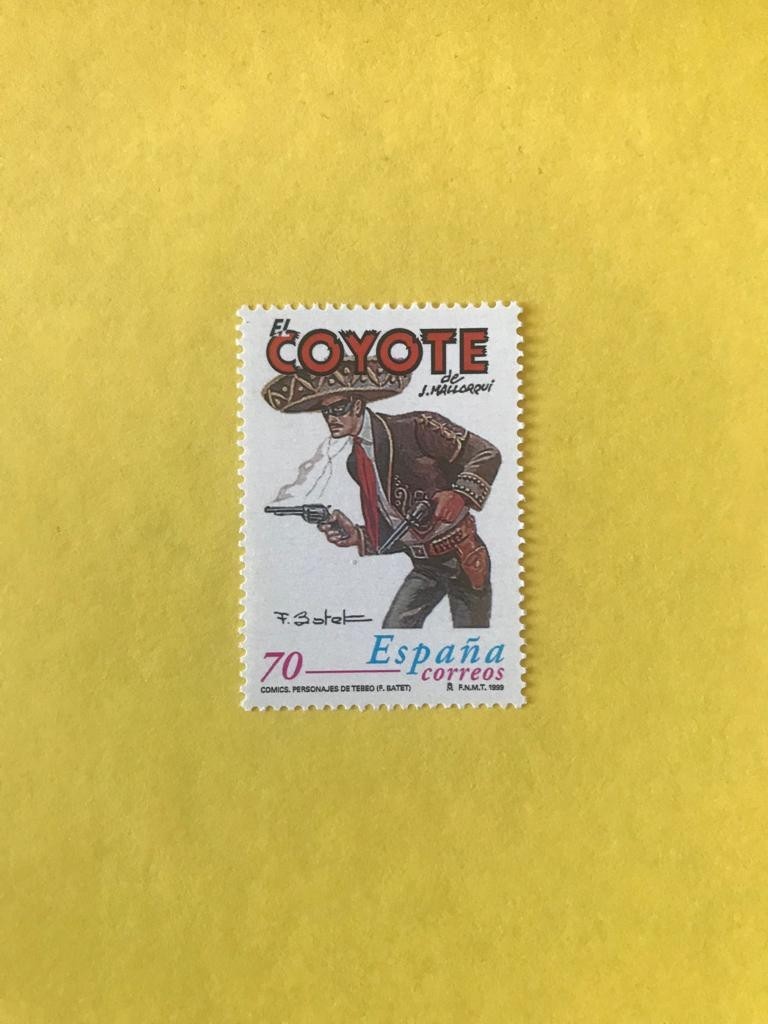 EL
COYOTE
de
J. MALLORQUI
F. Batet
70 España
correos
COMICS. PERSONAJES DE TEBEO (F. BATET) F.N.M.T. 1999